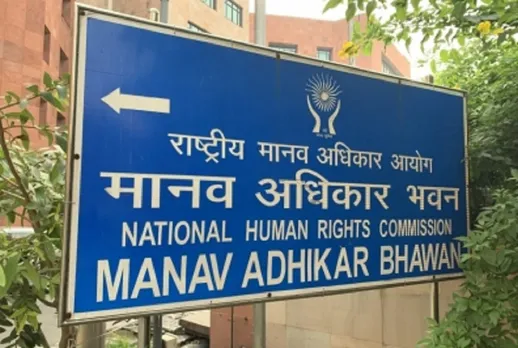 राष्ट्रीय मानव अधिकार आयोग
मानव अधिकार भवन
NATIONAL HUMAN RIGHTS COMMISSION
MANAV ADHIKAR BHAWAN